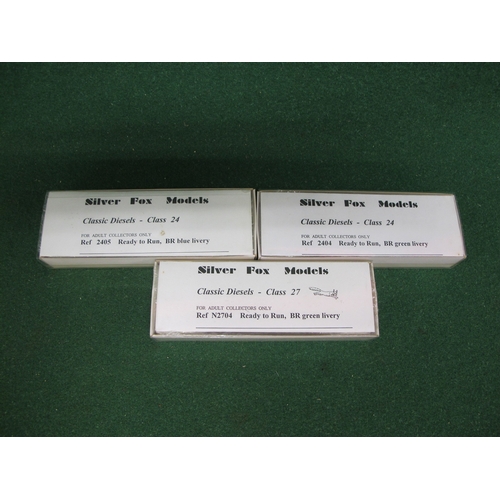 Silver Fox Models
Classic Diesels - Class 24
FOR ADULT COLLECTORS ONLY
Ref 2405 Ready to Run, BR blue livery
Silver Fox Models
Classic Diesels - Class 24
FOR ADULT COLLECTORS ONLY
Ref 2404 Ready to Run, BR green livery
Silver Fox Models
Classic Diesels - Class 27
FOR ADULT COLLECTORS ONLY
Ref N2704 Ready to Run, BR green livery